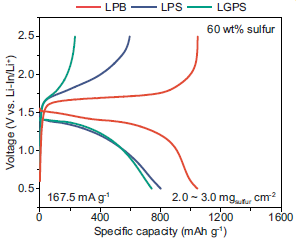 LPB LPS LGPS
60 wt% sulfur
2.5
2.0
1.5
1.0
0.5
Voltage (V vs. Li-In/Li⁺)
167.5 mA g⁻¹ 2.0 ~ 3.0 mg_sulfur cm⁻²
0 400 800 1200 1600
Specific capacity (mAh g⁻¹)